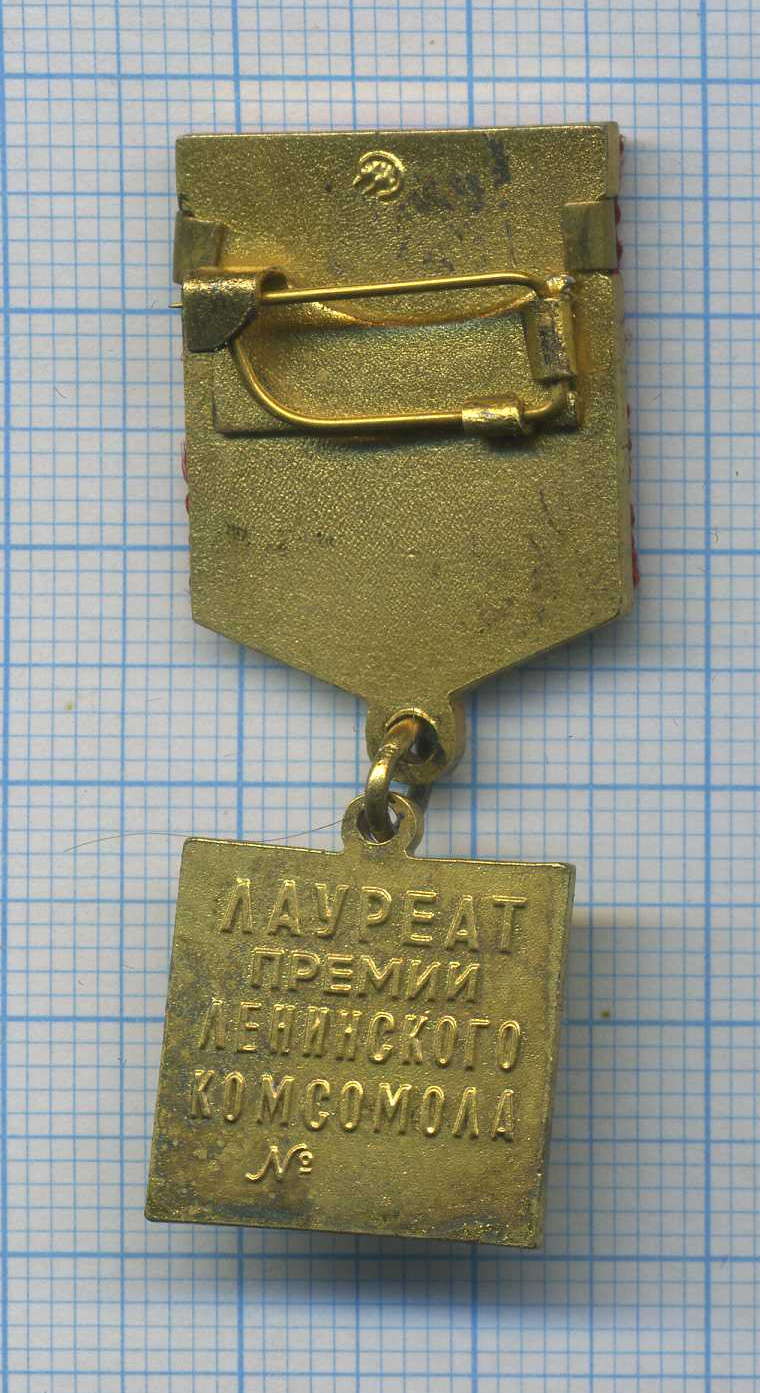 ЛАУРЕАТ
ПРЕМИИ
ЛЕНИНСКОГО
КОМСОМОЛА
№